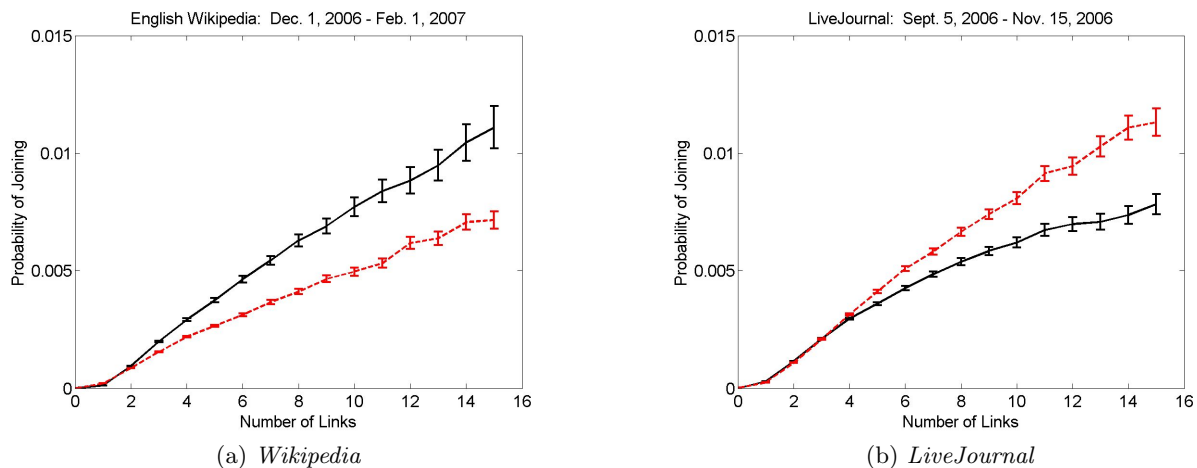 English Wikipedia: Dec. 1, 2006 - Feb. 1, 2007
0.015
0.01
0.005
0
Probability of Joining
0 2 4 6 8 10 12 14 16
Number of Links
(a) Wikipedia
LiveJournal: Sept. 5, 2006 - Nov. 15, 2006
0.015
0.01
0.005
0
Probability of Joining
0 2 4 6 8 10 12 14 16
Number of Links
(b) LiveJournal